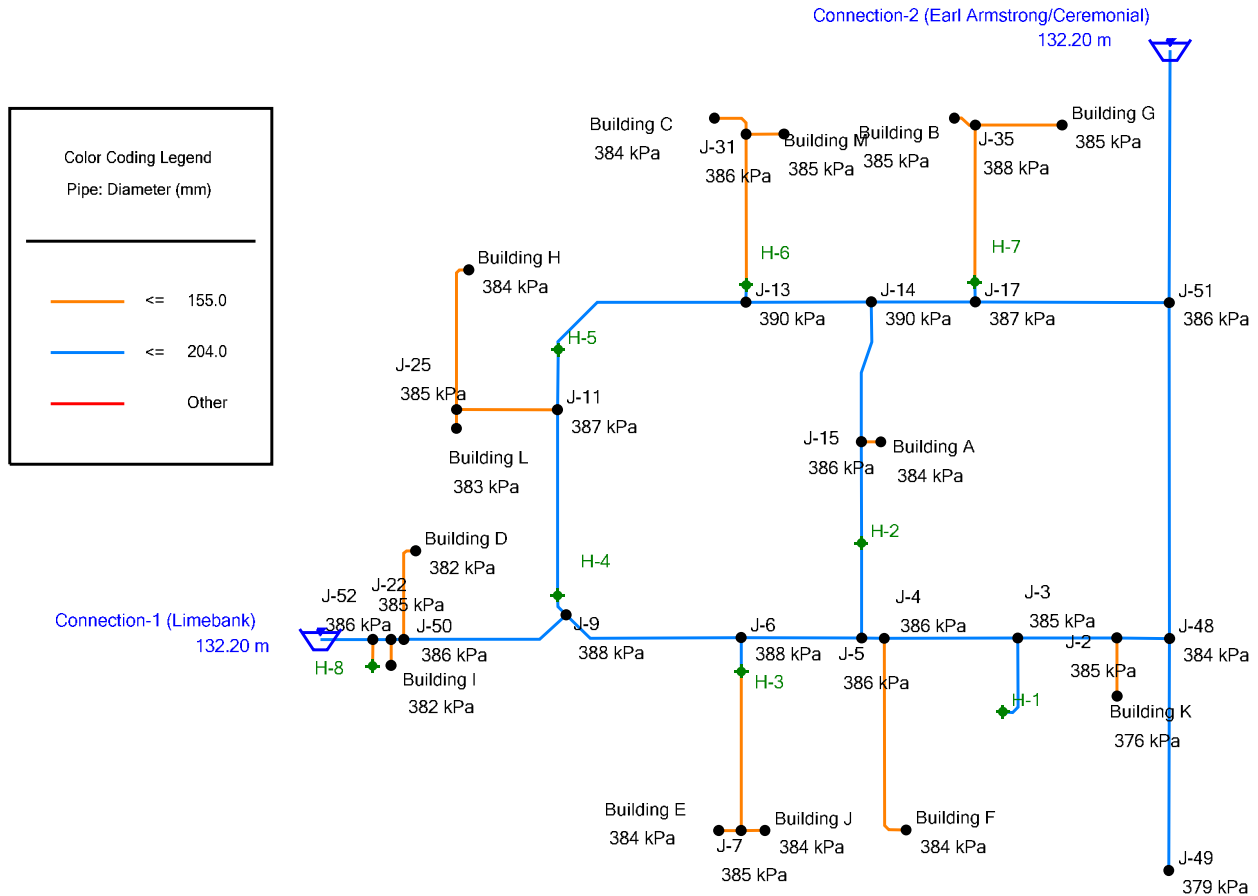 Connection-2 (Earl Armstrong/Ceremonial)
132.20 m
Color Coding Legend
Pipe: Diameter (mm)
<= 155.0
<= 204.0
Other
Building C
384 kPa
J-31
386 kPa
Building M
385 kPa
Building B
385 kPa
J-35
388 kPa
Building G
385 kPa
H-6
H-7
Building H
384 kPa
J-13
390 kPa
J-14
390 kPa
J-17
387 kPa
J-51
386 kPa
H-5
J-25
385 kPa
J-11
387 kPa
Building L
383 kPa
J-15
386 kPa
Building A
384 kPa
H-2
H-4
Building D
382 kPa
J-52
386 kPa
J-22
385 kPa
Connection-1 (Limebank)
132.20 m
H-8
J-50
386 kPa
Building I
382 kPa
J-9
388 kPa
J-6
388 kPa
H-3
J-5
386 kPa
J-4
386 kPa
J-3
385 kPa
J-2
385 kPa
J-48
384 kPa
H-1
Building K
376 kPa
Building E
384 kPa
J-7
385 kPa
Building J
384 kPa
Building F
384 kPa
J-49
379 kPa